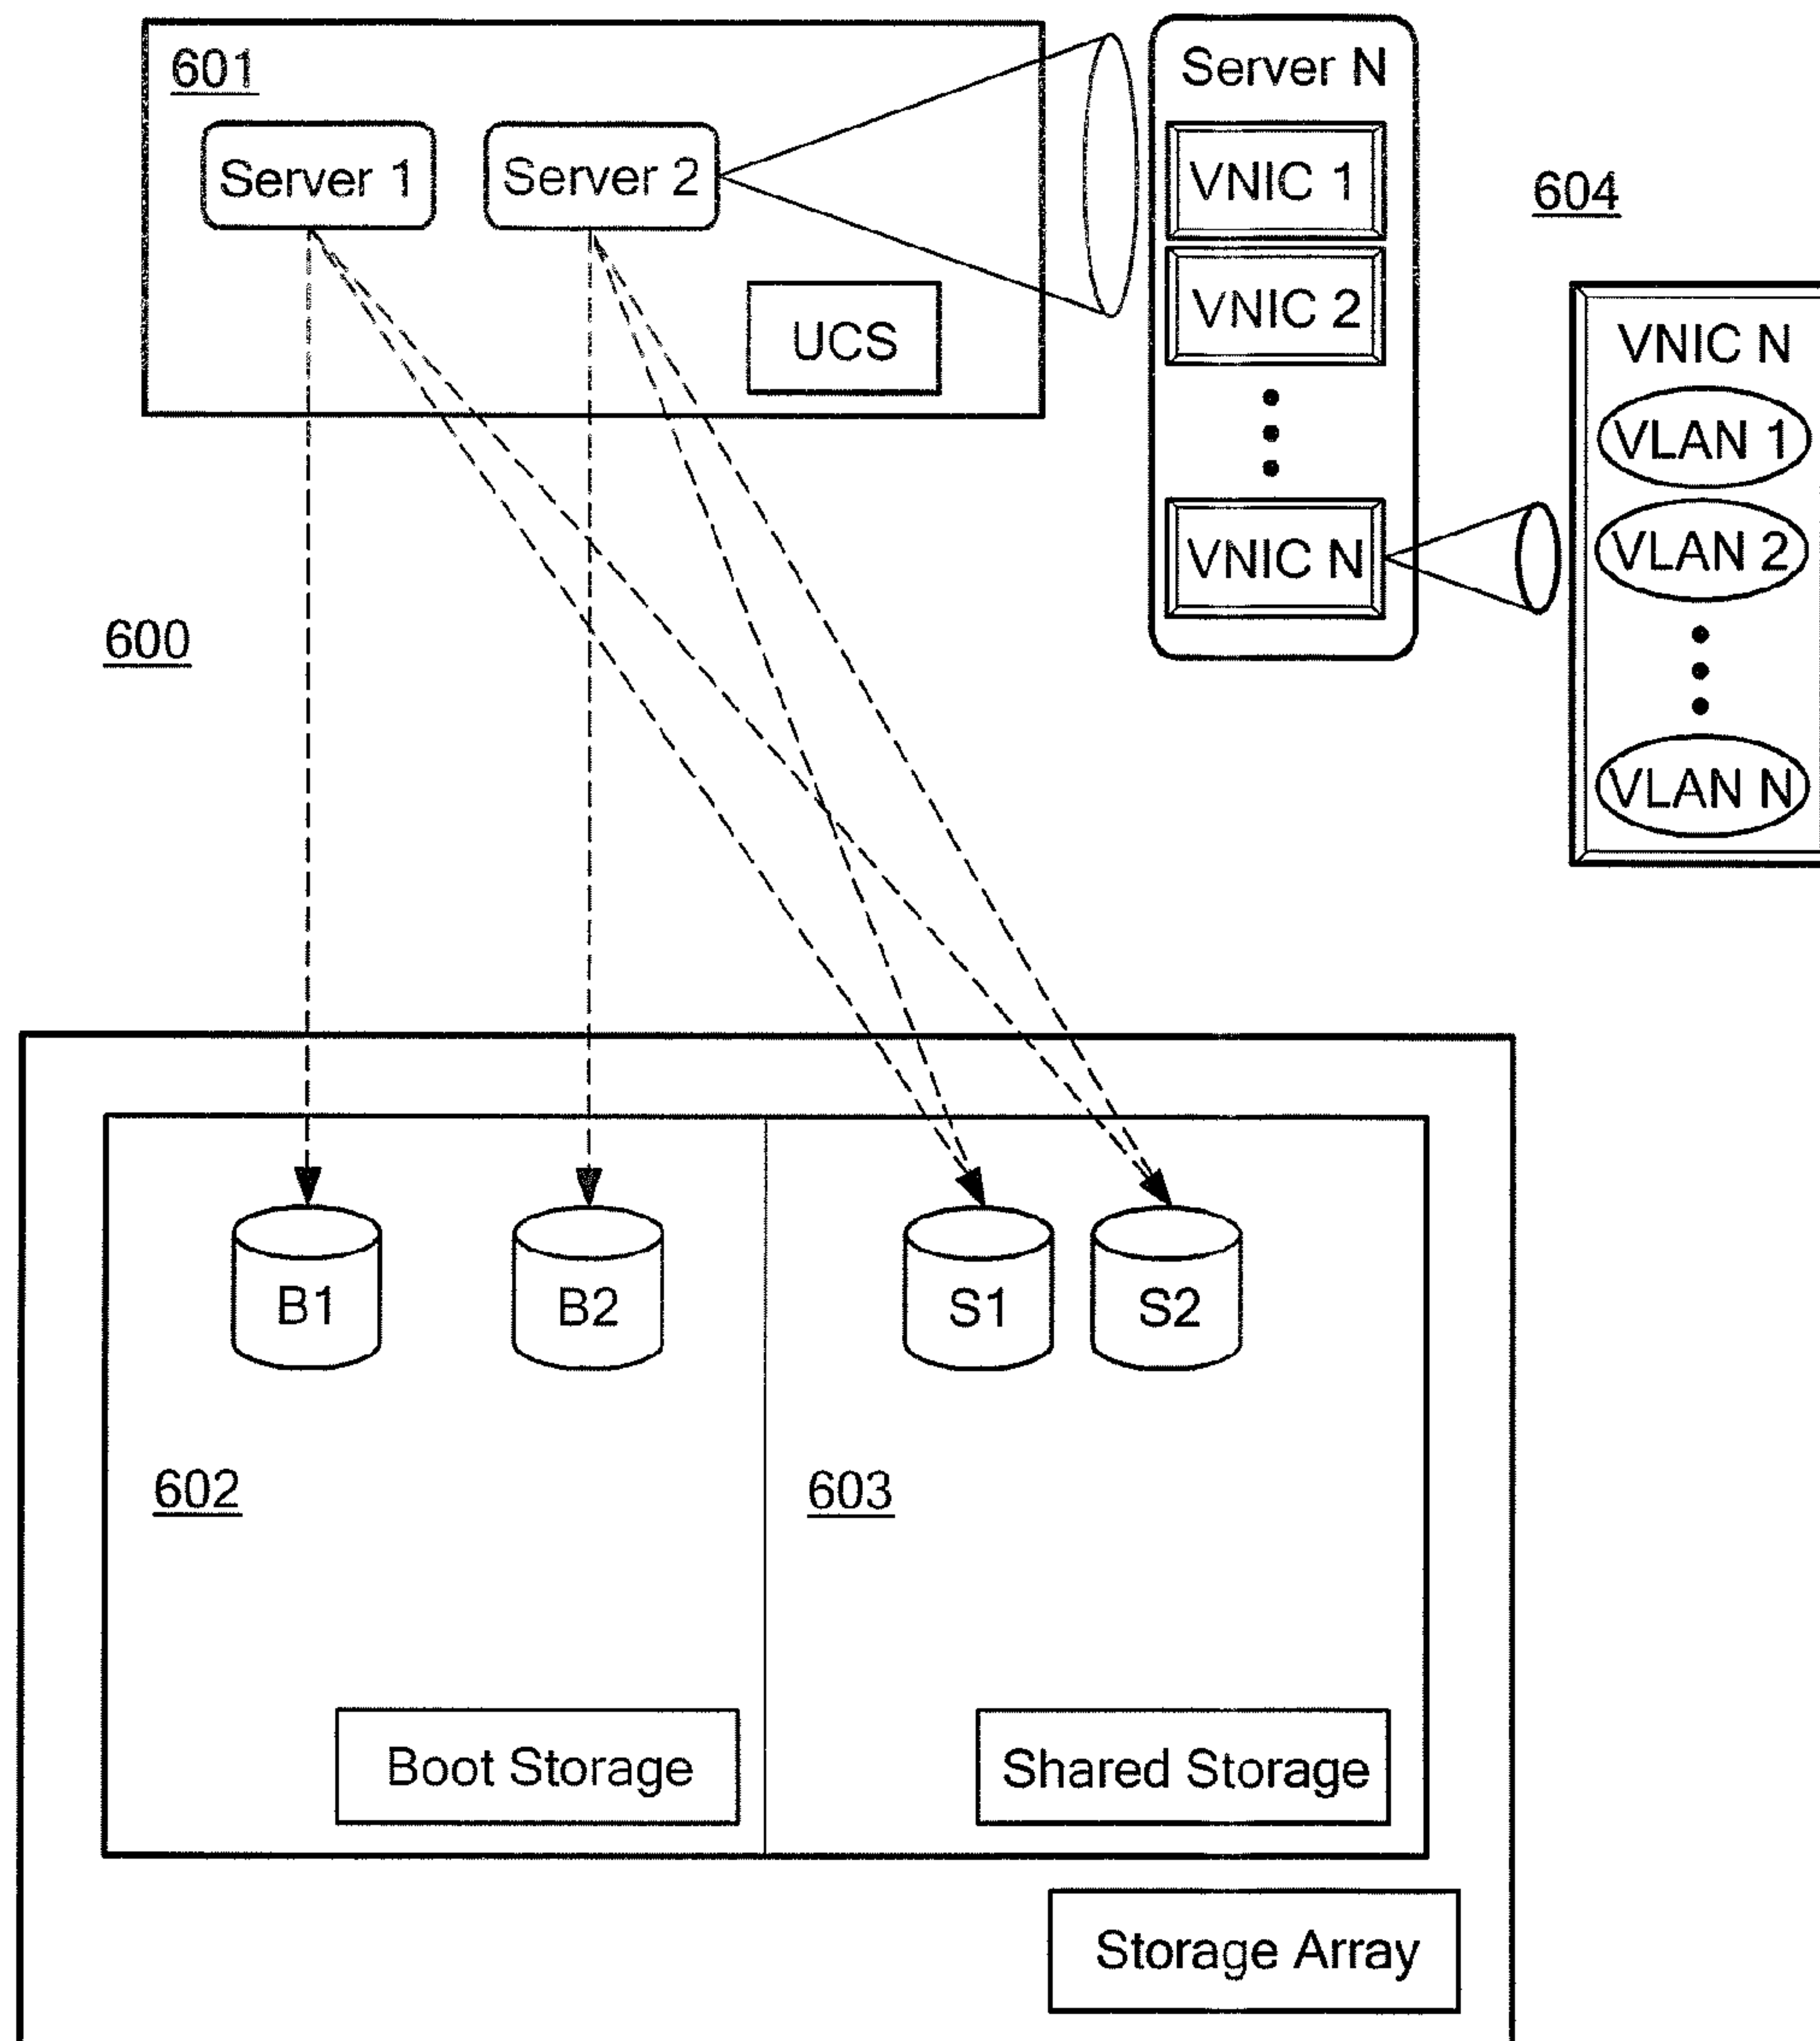 601
Server 1
Server 2
UCS
Server N
VNIC 1
VNIC 2
VNIC N
604
VNIC N
VLAN 1
VLAN 2
VLAN N
600
B1
B2
S1
S2
602
603
Boot Storage
Shared Storage
Storage Array